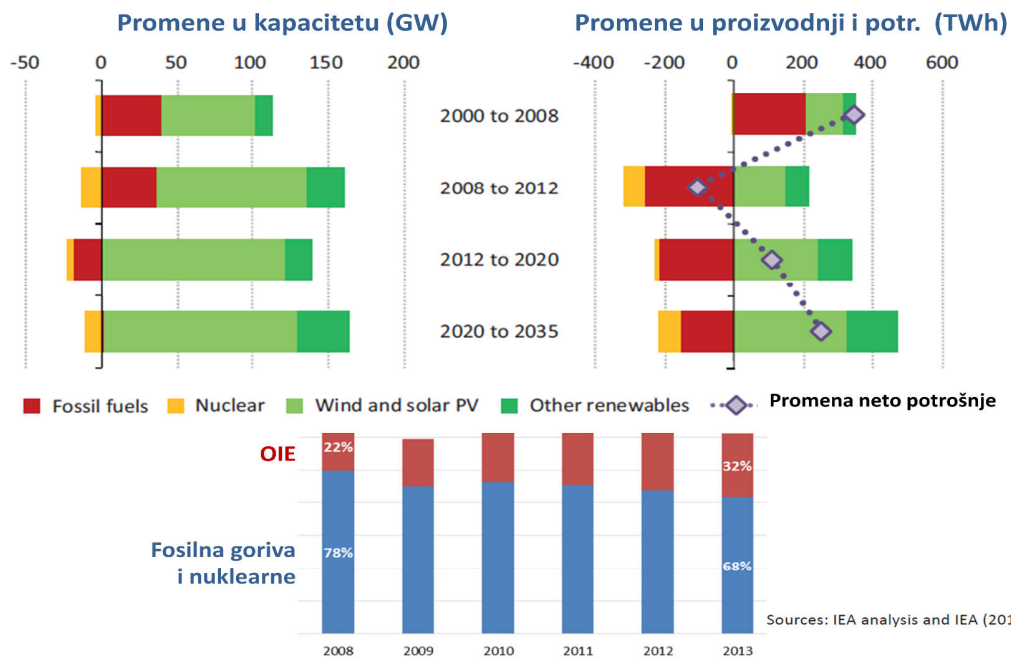 Promene u kapacitetu (GW)
Promene u proizvodnji i potr. (TWh)
-50 0 50 100 150 200
-400 -200 0 200 400 600
2000 to 2008
2008 to 2012
2012 to 2020
2020 to 2035
Fossil fuels Nuclear Wind and solar PV Other renewables Promena neto potrošnje
OIE
22%
32%
Fosilna goriva
i nuklearne
78%
68%
Sources: IEA analysis and IEA (201
2008 2009 2010 2011 2012 2013